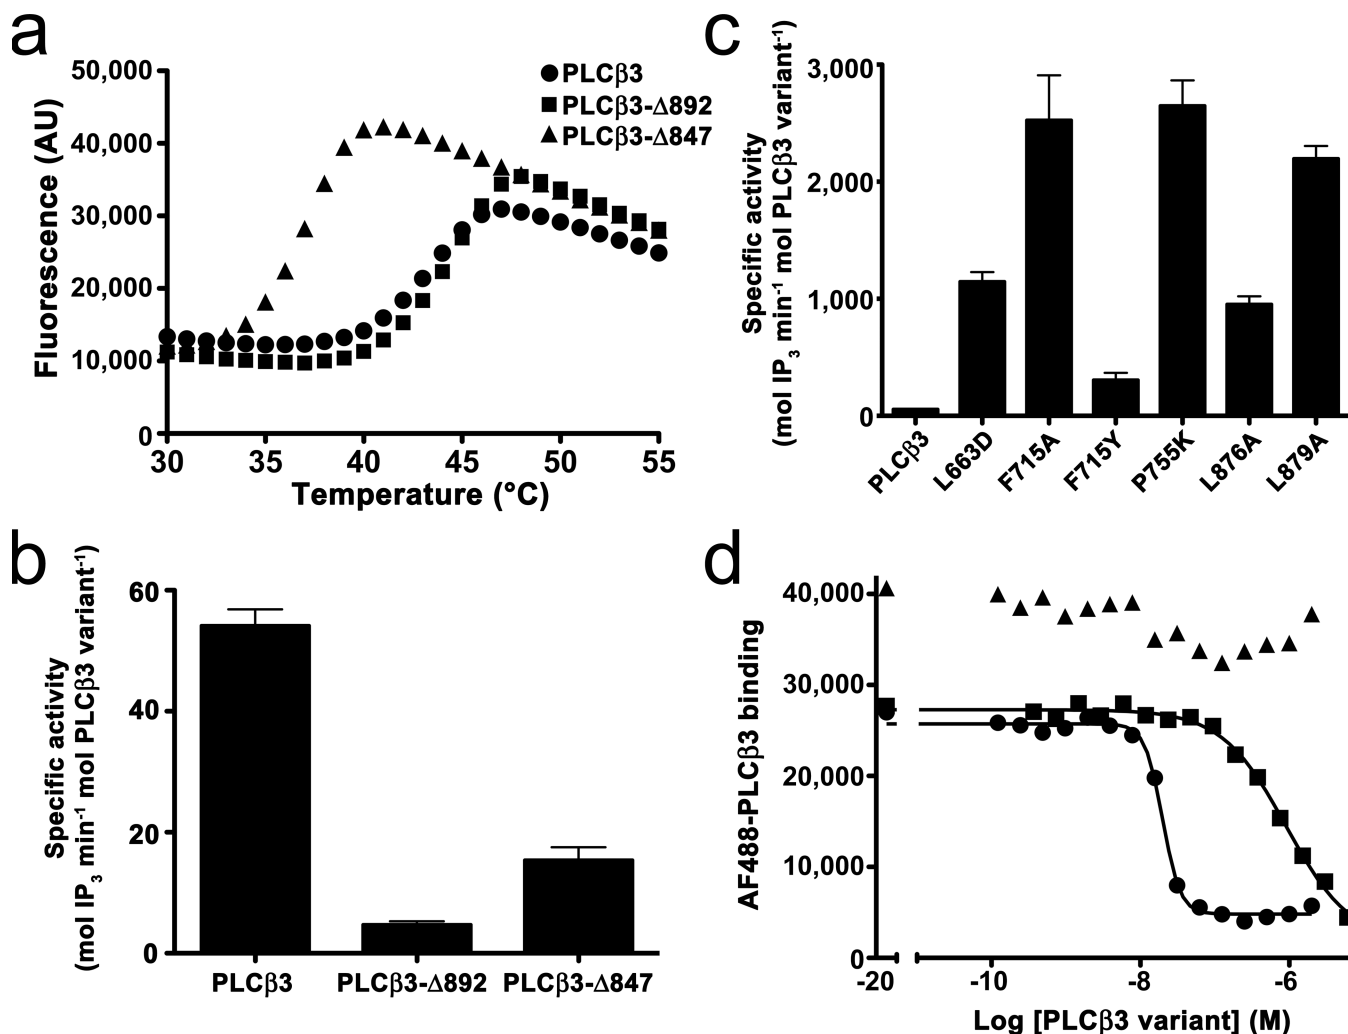 a
50,000
40,000
30,000
20,000
10,000
0
Fluorescence (AU)
PLCβ3
PLCβ3-Δ892
PLCβ3-Δ847
30 35 40 45 50 55
Temperature (°C)
b
60
40
20
0
Specific activity
(mol IP₃ min⁻¹ mol PLCβ3 variant⁻¹)
PLCβ3 PLCβ3-Δ892 PLCβ3-Δ847
c
3,000
2,000
1,000
0
Specific activity
(mol IP₃ min⁻¹ mol PLCβ3 variant⁻¹)
PLCβ3
L663D
F715A
F715Y
P755K
L876A
L879A
d
40,000
30,000
20,000
10,000
0
AF488-PLCβ3 binding
-20 -10 -8 -6
Log [PLCβ3 variant] (M)